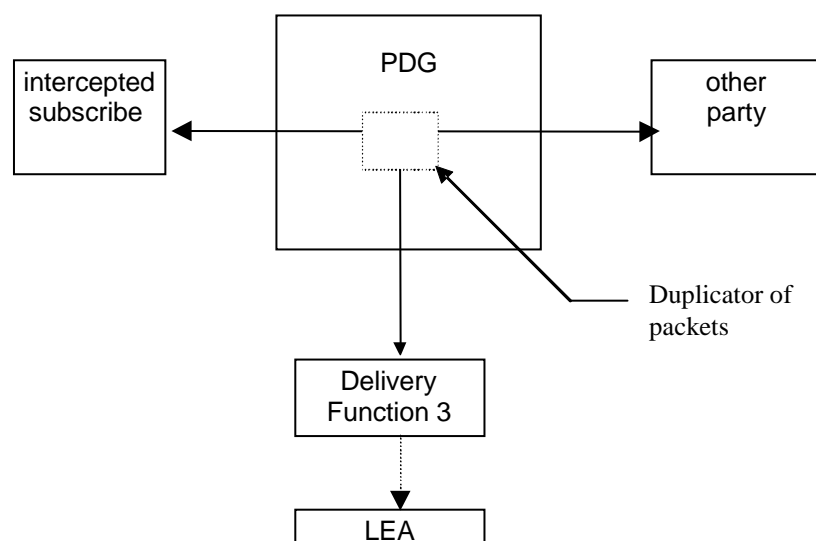 PDG
intercepted
subscribe
other
party
Duplicator of
packets
Delivery
Function 3
LEA